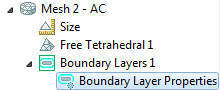 Mesh 2 - AC
Size
Free Tetrahedral 1
Boundary Layers 1
Boundary Layer Properties